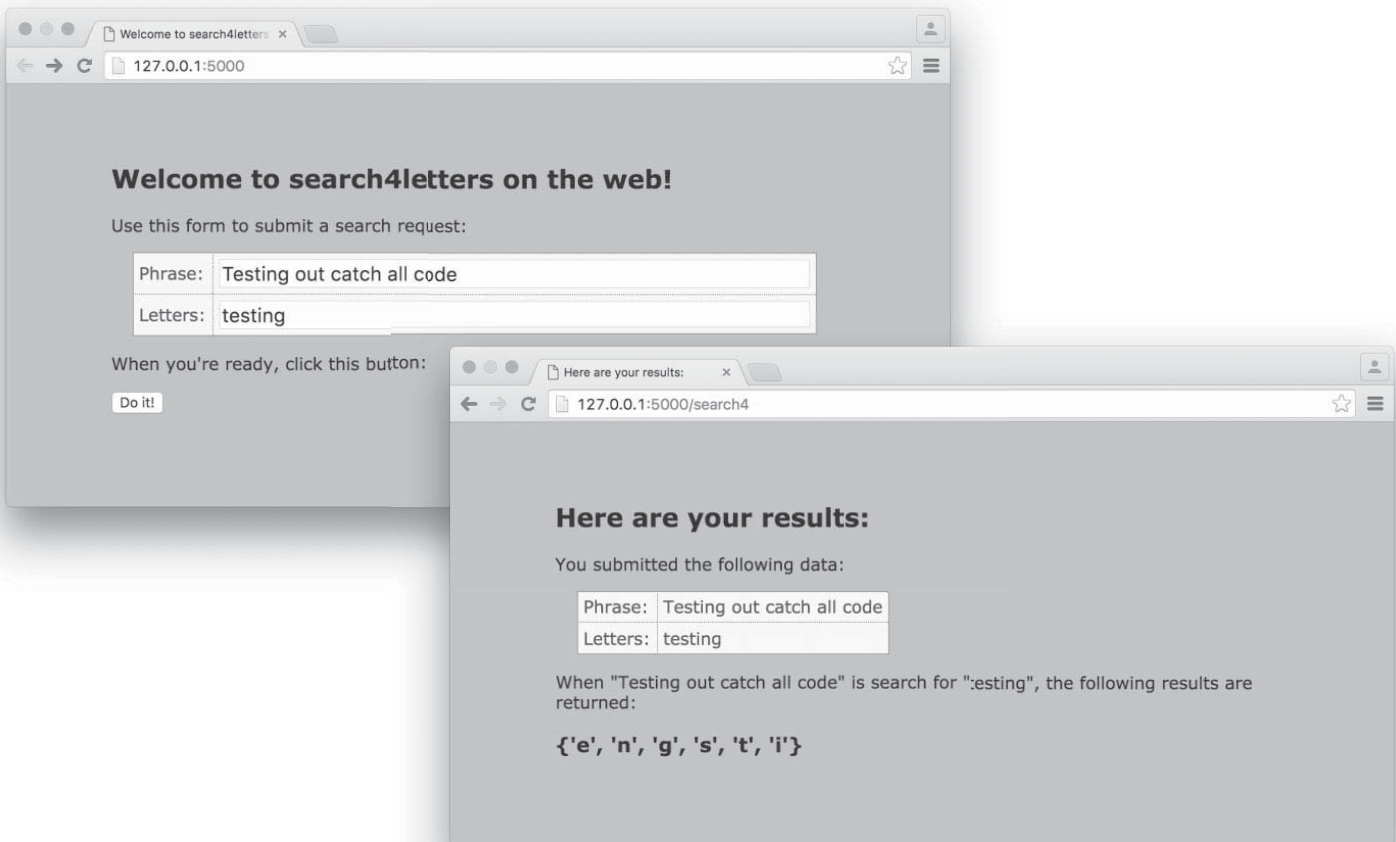 Welcome to search4letters
127.0.0.1:5000
Welcome to search4letters on the web!
Use this form to submit a search request:
Phrase: Testing out catch all code
Letters: testing
When you're ready, click this button:
Do it!
Here are your results:
127.0.0.1:5000/search4
Here are your results:
You submitted the following data:
Phrase: Testing out catch all code
Letters: testing
When "Testing out catch all code" is search for "testing", the following results are
returned:
{'e', 'n', 'g', 's', 't', 'i'}